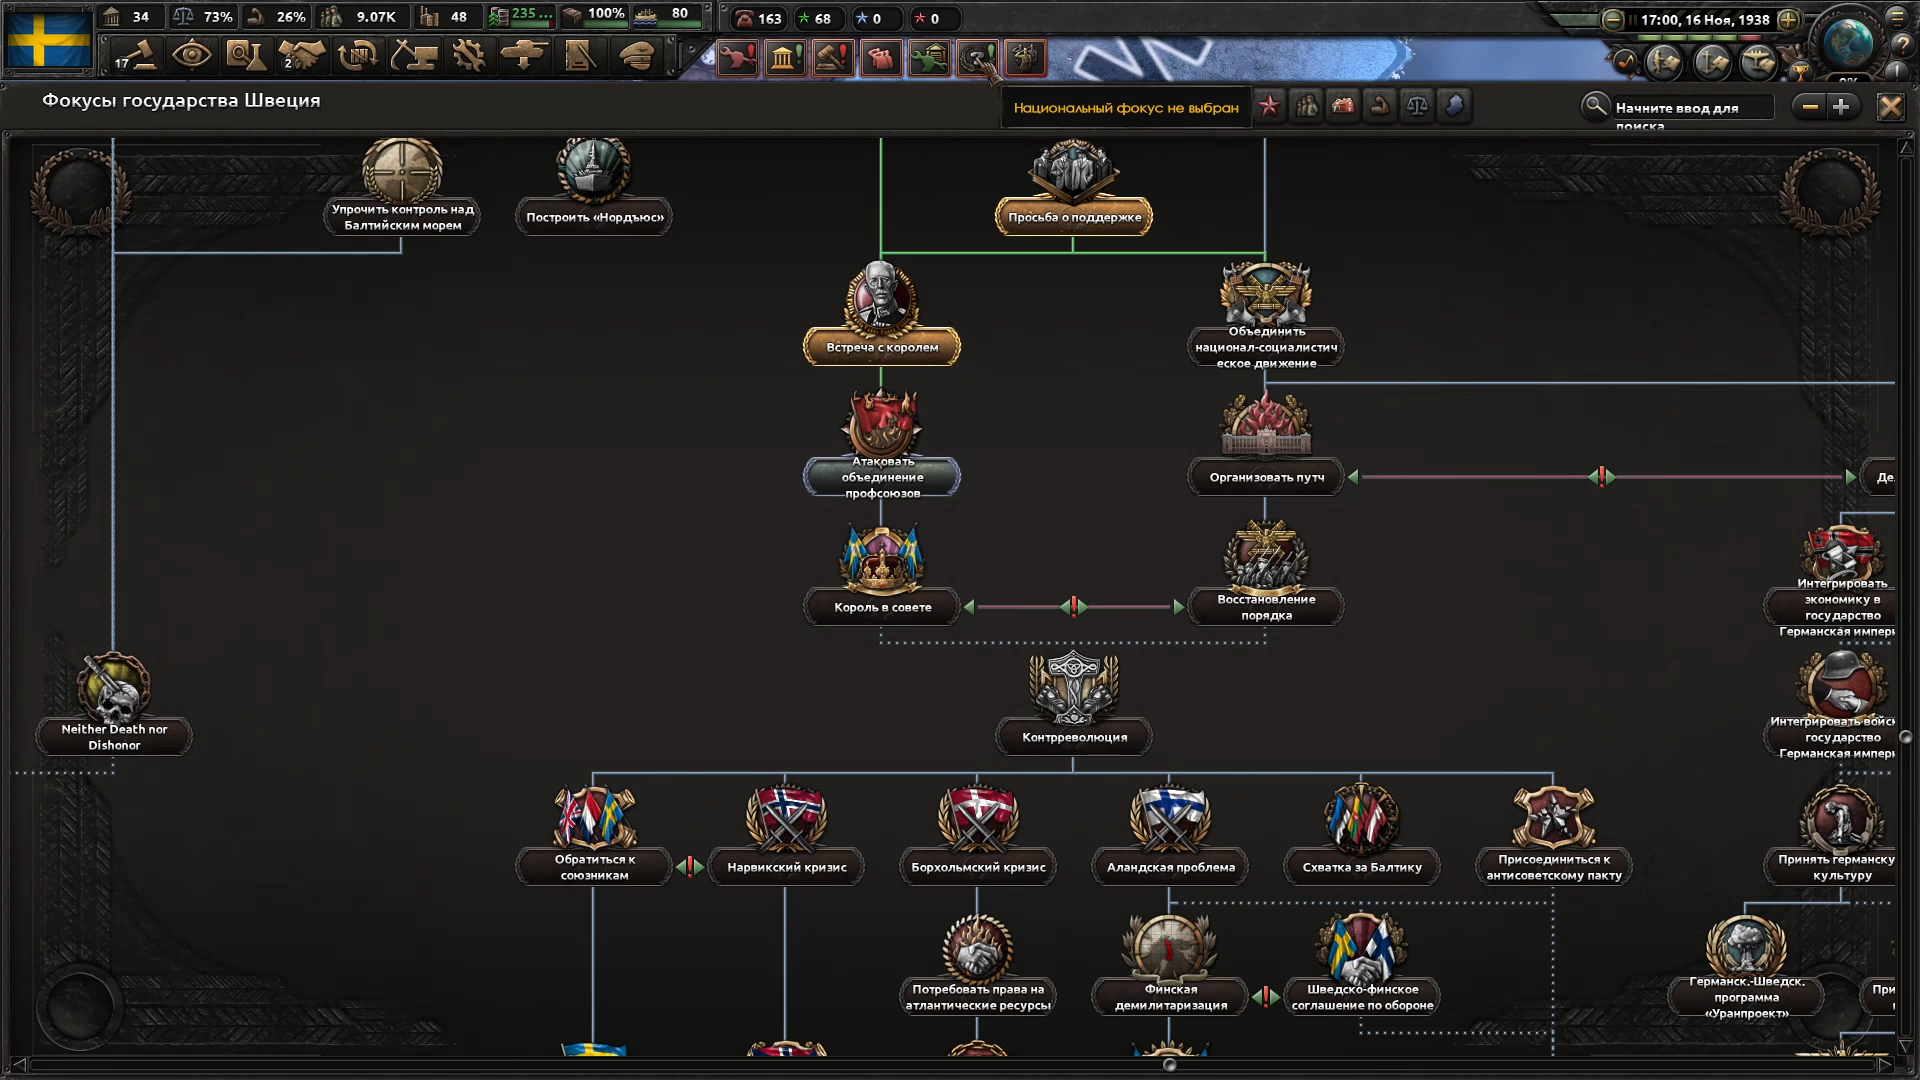 34
73%
26%
9.07K
48
235...
100%
80
163
68
0
0
17:00, 16 Ноя, 1938
17
2
Фокусы государства Швеция
Национальный фокус не выбран
Начните ввод для
поиска
Упрочить контроль над
Балтийским морем
Построить «Нордъюс»
Просьба о поддержке
Встреча с королем
Объединить
национал-социалистич
еское движение
Атаковать
объединение
профсоюзов
Организовать путч
Король в совете
Восстановление
порядка
Интегрировать
экономику в
государство
Германская импери
Neither Death nor
Dishonor
Контрреволюция
Интегрировать войск
государство
Германская импери
Обратиться к
союзникам
Нарвикский кризис
Борхольмский кризис
Аландская проблема
Схватка за Балтику
Присоединиться к
антисоветскому пакту
Принять германску
культуру
Потребовать права на
атлантические ресурсы
Финская
демилитаризация
Шведско-финское
соглашение по обороне
Германск.-Шведск.
программа
«Уранпроект»